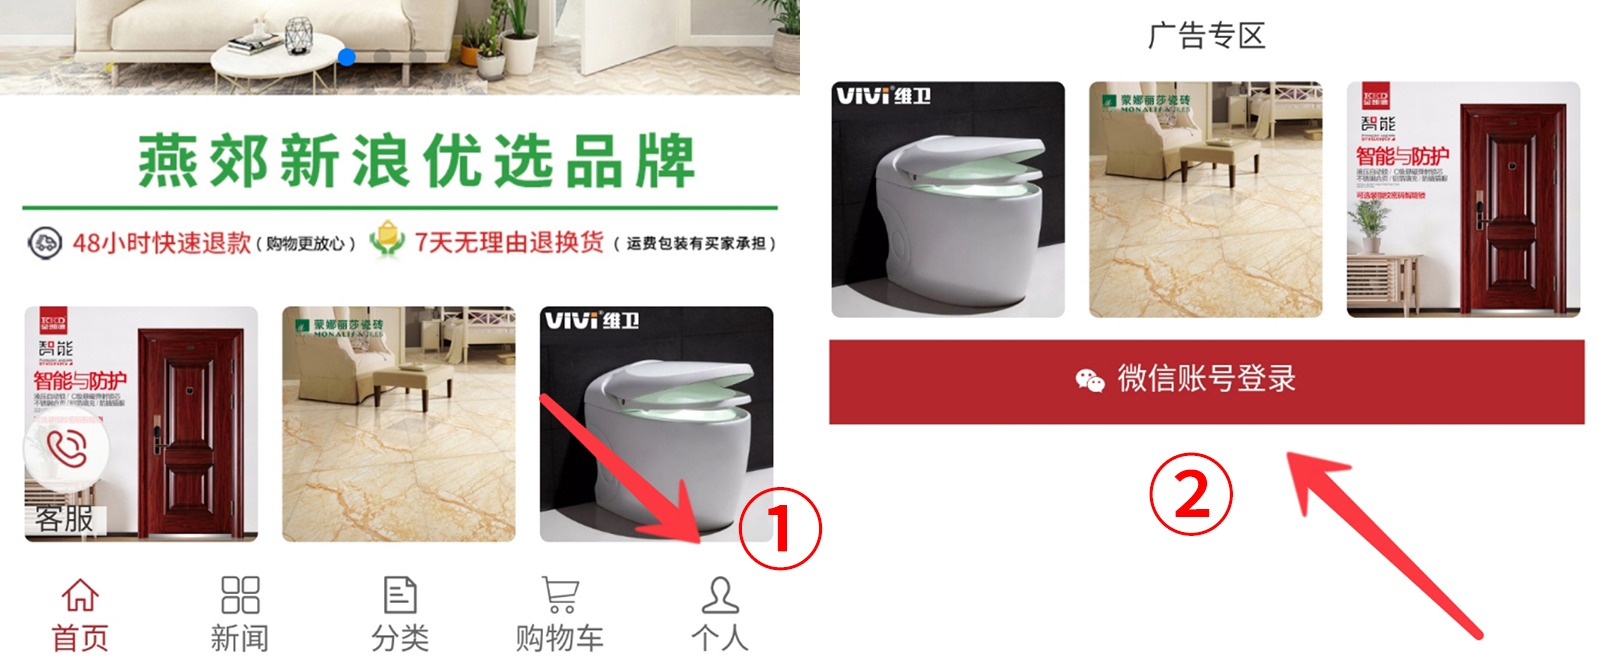 燕郊新浪优选品牌
48小时快速退款(购物更放心) 7天无理由退换货(运费包装有买家承担)
KKD
智能
智能与防护
客服
蒙娜丽莎瓷砖
MONALISA TILES
VIVI 维卫
①
首页 新闻 分类 购物车 个人
广告专区
VIVI 维卫
蒙娜丽莎瓷砖
MONALISA TILES
KKD
智能
智能与防护
微信账号登录
②